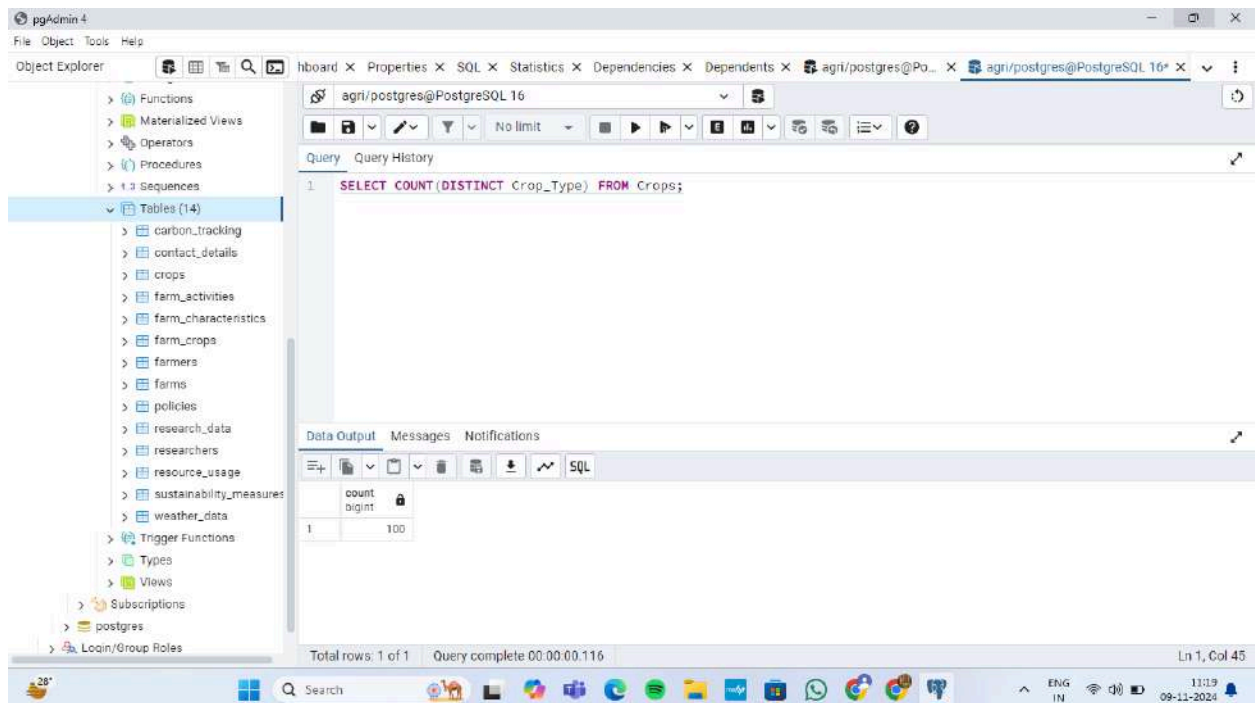 pgAdmin 4
File Object Tools Help
Object Explorer
hboard Properties SQL Statistics Dependencies Dependents agri/postgres@Po... agri/postgres@PostgreSQL 16*
Functions
Materialized Views
Operators
Procedures
1..3 Sequences
Tables (14)
carbon_tracking
contact_details
crops
farm_activities
farm_characteristics
farm_crops
farmers
farms
policies
research_data
researchers
resource_usage
sustainability_measures
weather_data
Trigger Functions
Types
Views
Subscriptions
postgres
Login/Group Roles
agri/postgres@PostgreSQL 16
No limit
Query Query History
1 SELECT COUNT(DISTINCT Crop_Type) FROM Crops;
Data Output Messages Notifications
SQL
count
bigint
1 100
Total rows: 1 of 1 Query complete 00:00:00.116 Ln 1, Col 45
28°
Search
ENG
IN
11:19
09-11-2024